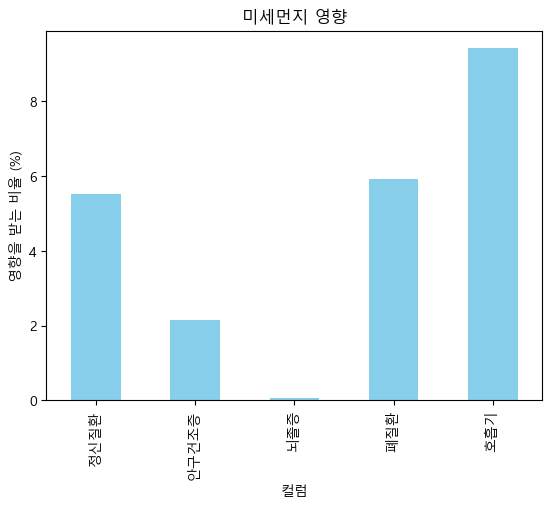 미세먼지 영향
영향을 받는 비율 (%)
8
6
4
2
0
정신질환
안구건조증
뇌졸증
폐질환
호흡기
컬럼